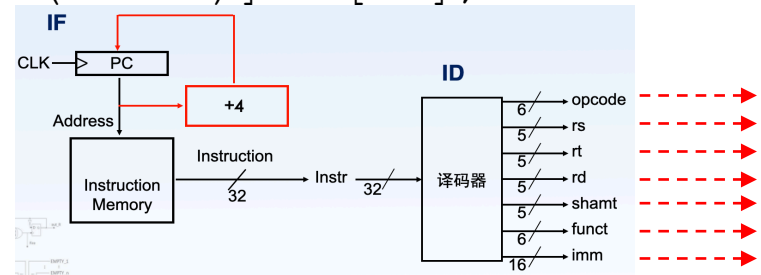 IF
CLK
PC
ID
+4
Address
Instruction
Memory
Instruction
32
Instr
32
译码器
6
opcode
5
rs
5
rt
5
rd
5
shamt
6
funct
16
imm